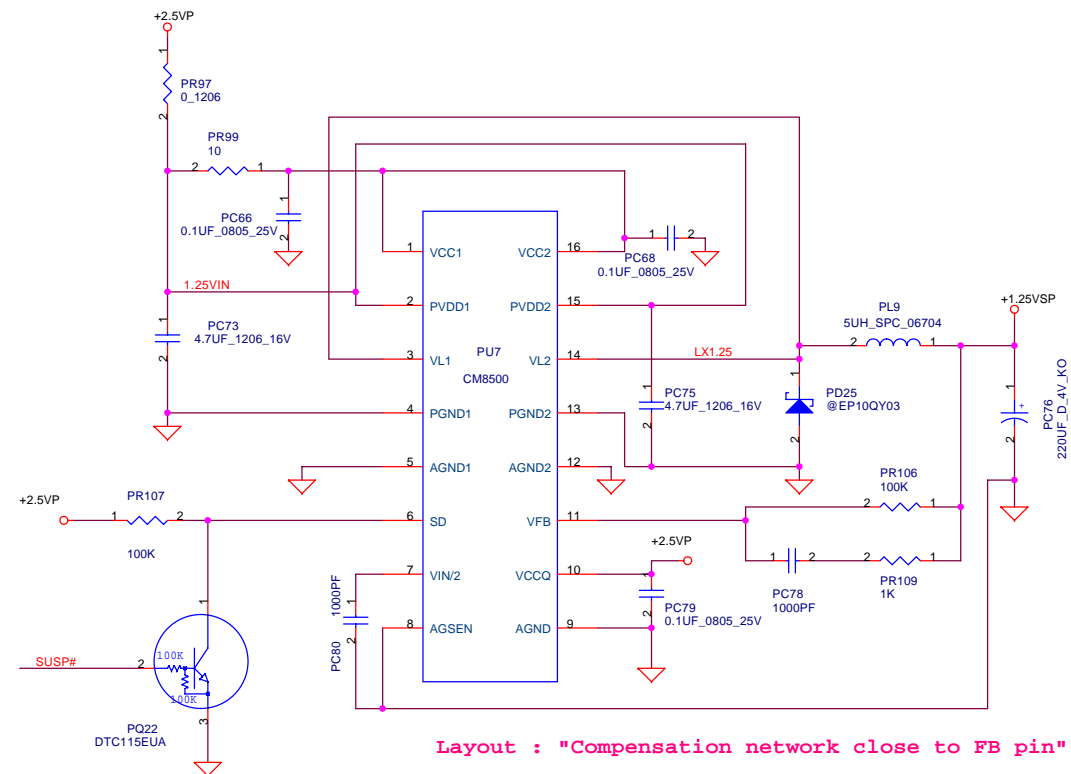 +2.5VP
1
PR97
0_1206
2
PR99
10
2 1
1
PC66
0.1UF_0805_25V
2
1.25VIN
1
PC73
4.7UF_1206_16V
2
1 VCC1
2 PVDD1
3 VL1
4 PGND1
5 AGND1
6 SD
7 VIN/2
8 AGSEN
PU7
CM8500
VCC2 16
PVDD2 15
VL2 14
PGND2 13
AGND2 12
VFB 11
VCCQ 10
AGND 9
1 2
PC68
0.1UF_0805_25V
LX1.25
1
PC75
4.7UF_1206_16V
2
1
PD25
@EP10QY03
2
PL9
5UH_SPC_06704
2 1
+1.25VSP
1
+
2
PC76
220UF_D_4V_KO
PR106
100K
2 1
1 2
PC78
1000PF
2 1
PR109
1K
+2.5VP
1
PC79
0.1UF_0805_25V
2
+2.5VP
PR107
1 2
100K
1000PF
1
2
PC80
SUSP#
2
1
100K
100K
3
PQ22
DTC115EUA
Layout : "Compensation network close to FB pin"